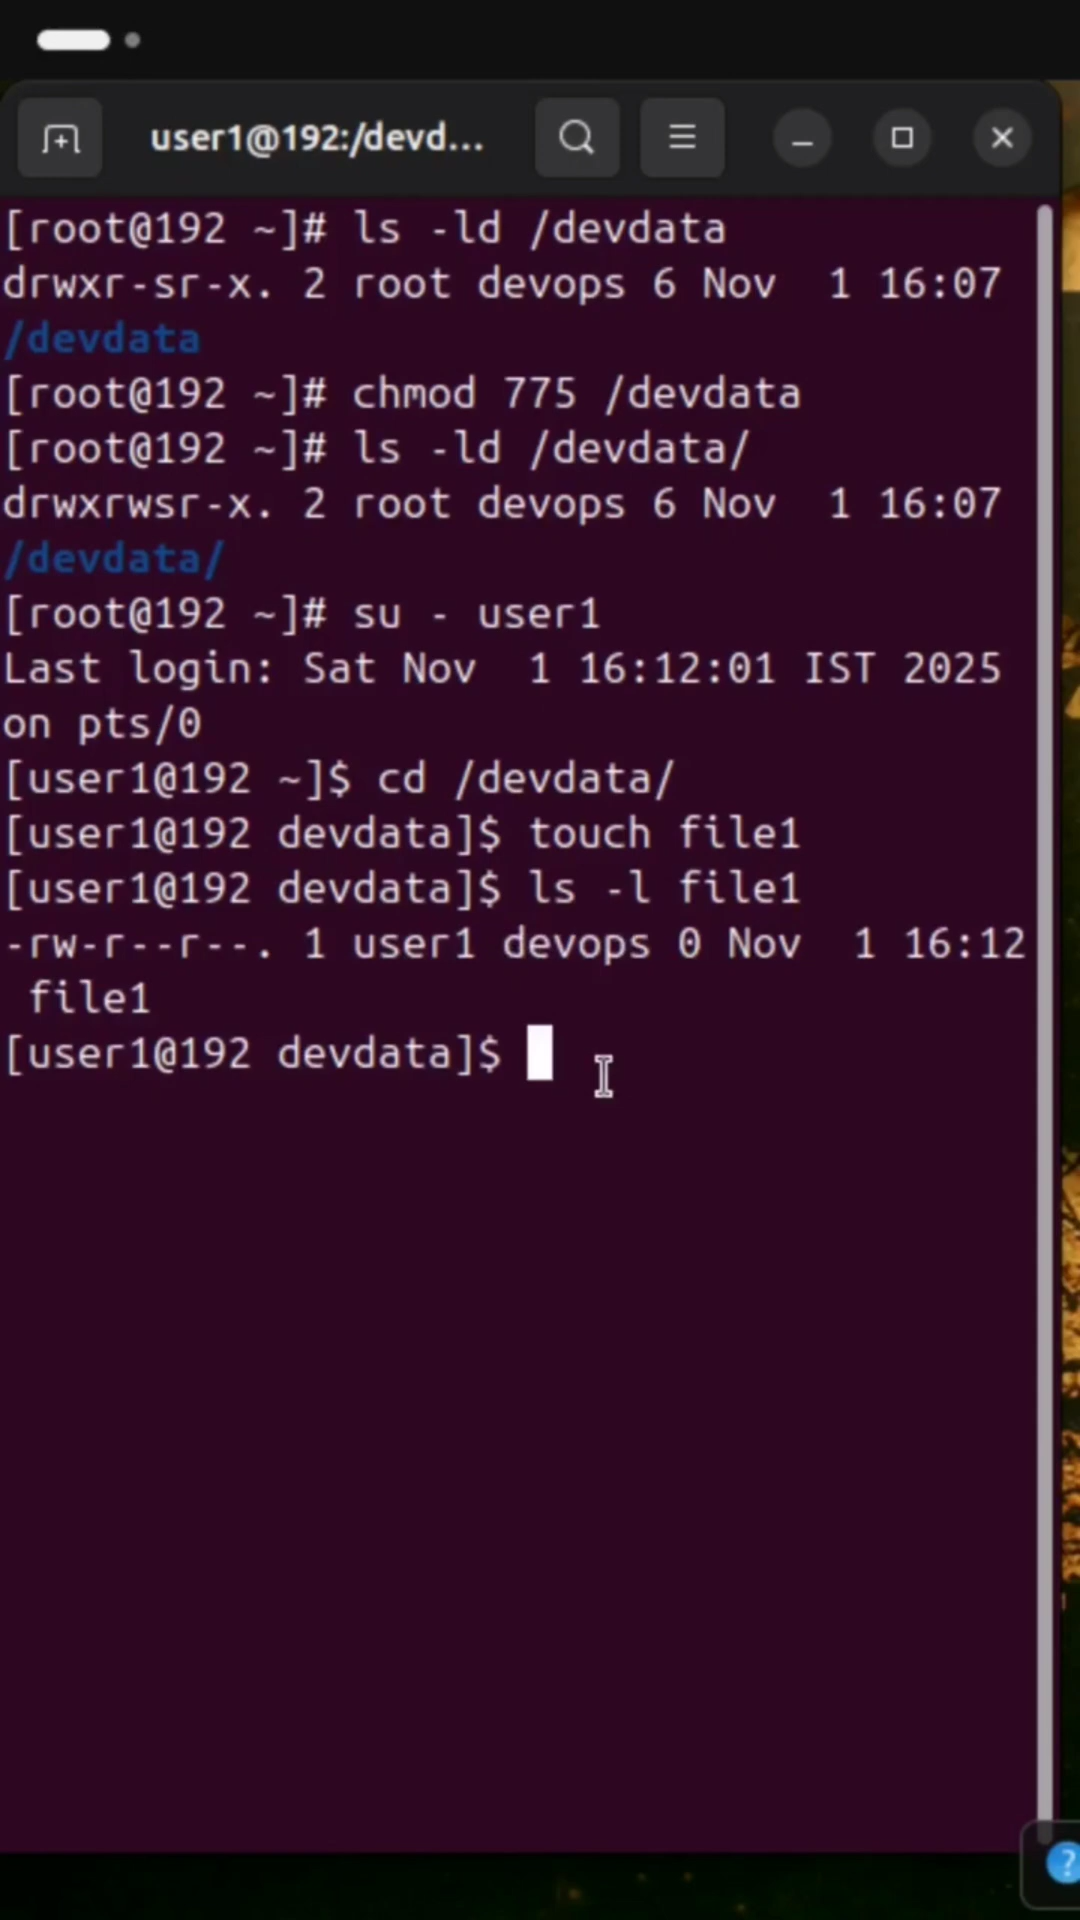 user1@192:/devd...
[root@192 ~]# ls -ld /devdata
drwxr-sr-x. 2 root devops 6 Nov  1 16:07
/devdata
[root@192 ~]# chmod 775 /devdata
[root@192 ~]# ls -ld /devdata/
drwxrwsr-x. 2 root devops 6 Nov  1 16:07
/devdata/
[root@192 ~]# su - user1
Last login: Sat Nov  1 16:12:01 IST 2025
on pts/0
[user1@192 ~]$ cd /devdata/
[user1@192 devdata]$ touch file1
[user1@192 devdata]$ ls -l file1
-rw-r--r--. 1 user1 devops 0 Nov  1 16:12
 file1
[user1@192 devdata]$
?